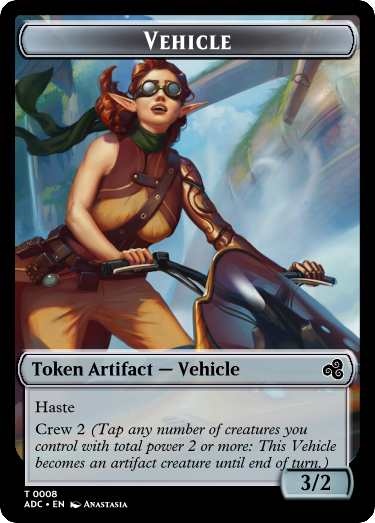 VEHICLE
Token Artifact — Vehicle
Haste
Crew 2 (Tap any number of creatures you
control with total power 2 or more: This Vehicle
becomes an artifact creature until end of turn.)
3/2
T 0008
ADC • EN ANASTASIA